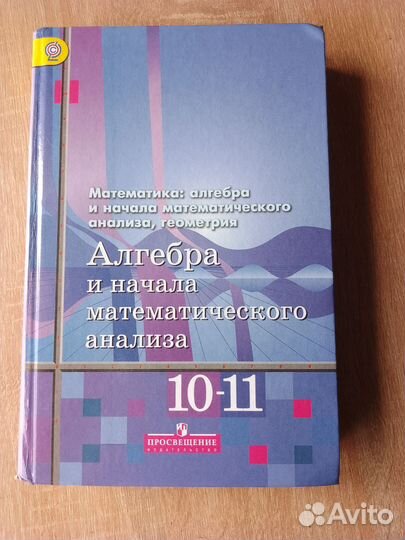 Математика: алгебра
и начала математического
анализа, геометрия
Алгебра
и начала
математического
анализа
10-11
ПРОСВЕЩЕНИЕ
ИЗДАТЕЛЬСТВО
Avito